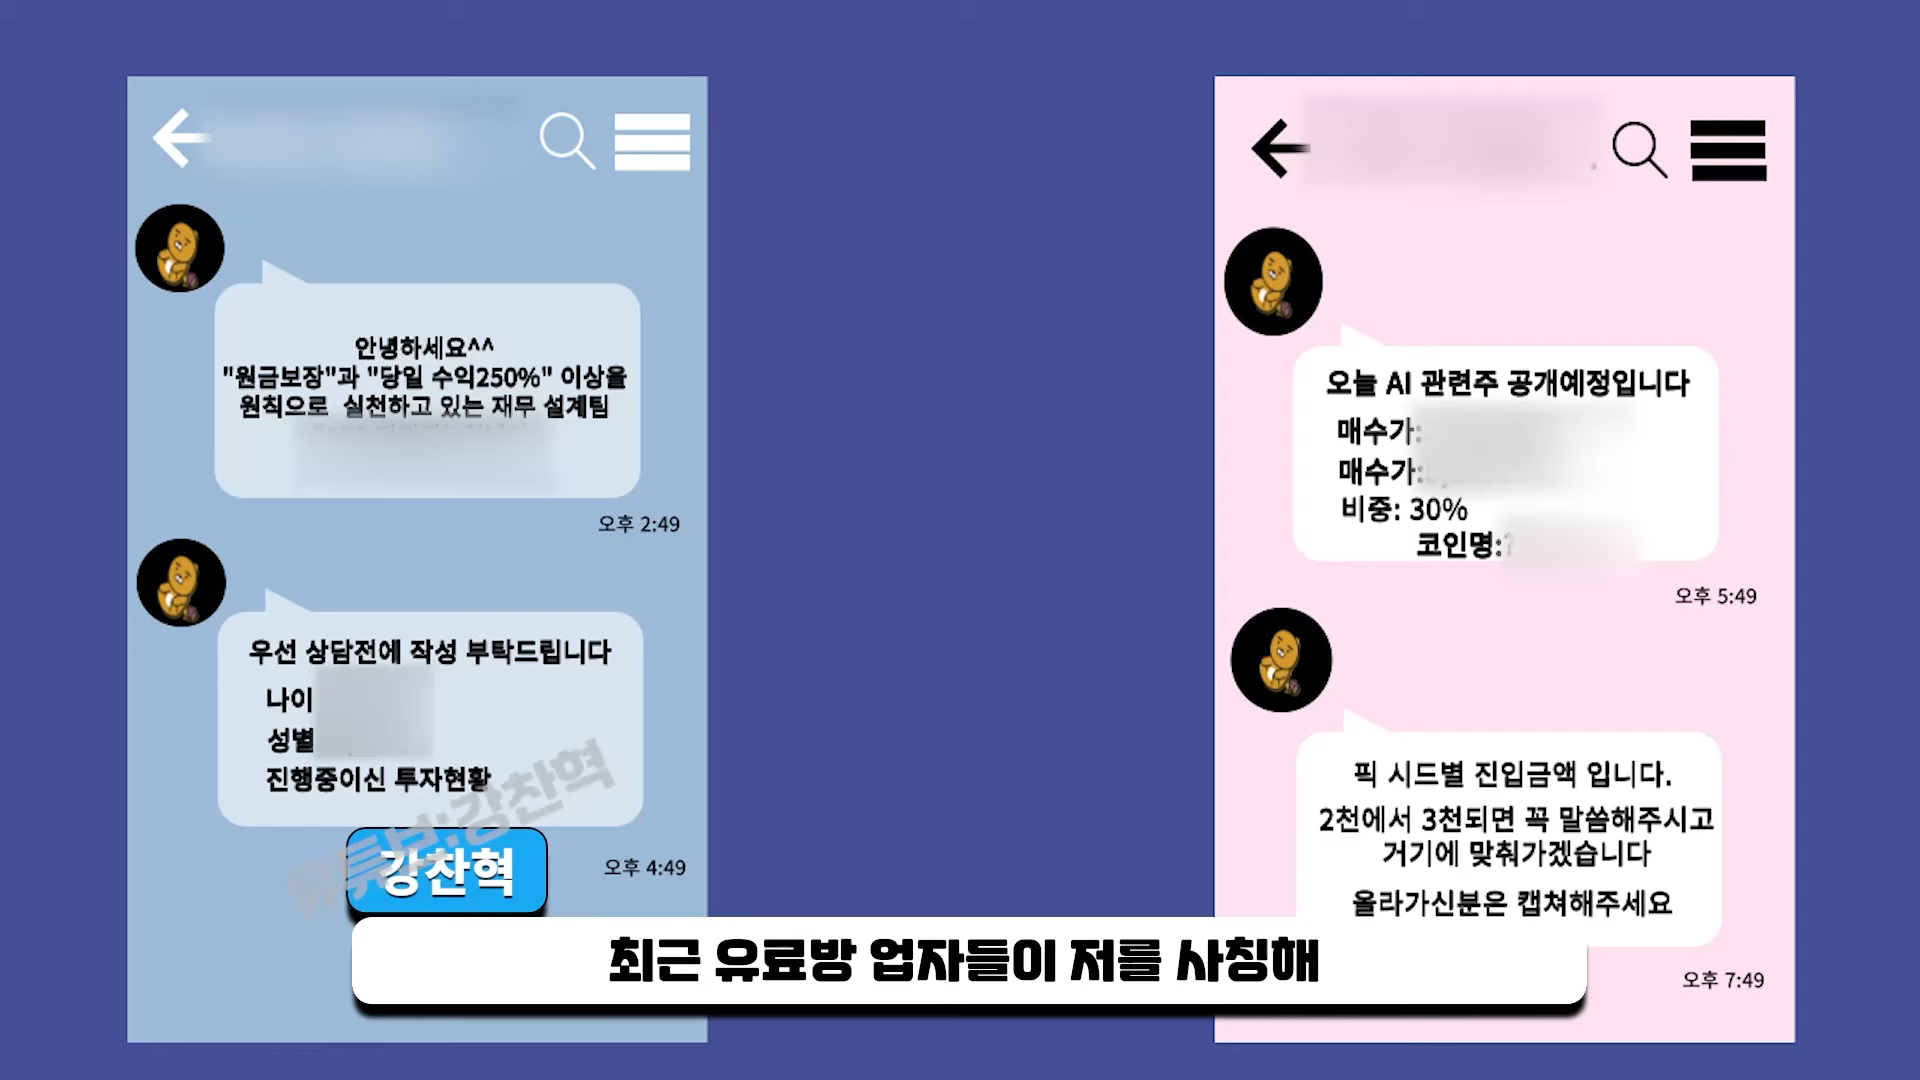 안녕하세요^^
"원금보장"과 "당일 수익250%" 이상을
원칙으로 실천하고 있는 재무 설계팀
오후 2:49
우선 상담전에 작성 부탁드립니다
나이
성별
진행중이신 투자현황
유튜브:강찬혁
오후 4:49
오늘 AI 관련주 공개예정입니다
매수가:
매수가:
비중: 30%
코인명:?
오후 5:49
픽 시드별 진입금액 입니다.
2천에서 3천되면 꼭 말씀해주시고
거기에 맞춰가겠습니다
올라가신분은 캡쳐해주세요
오후 7:49
강찬혁
최근 유료방 업자들이 저를 사칭해